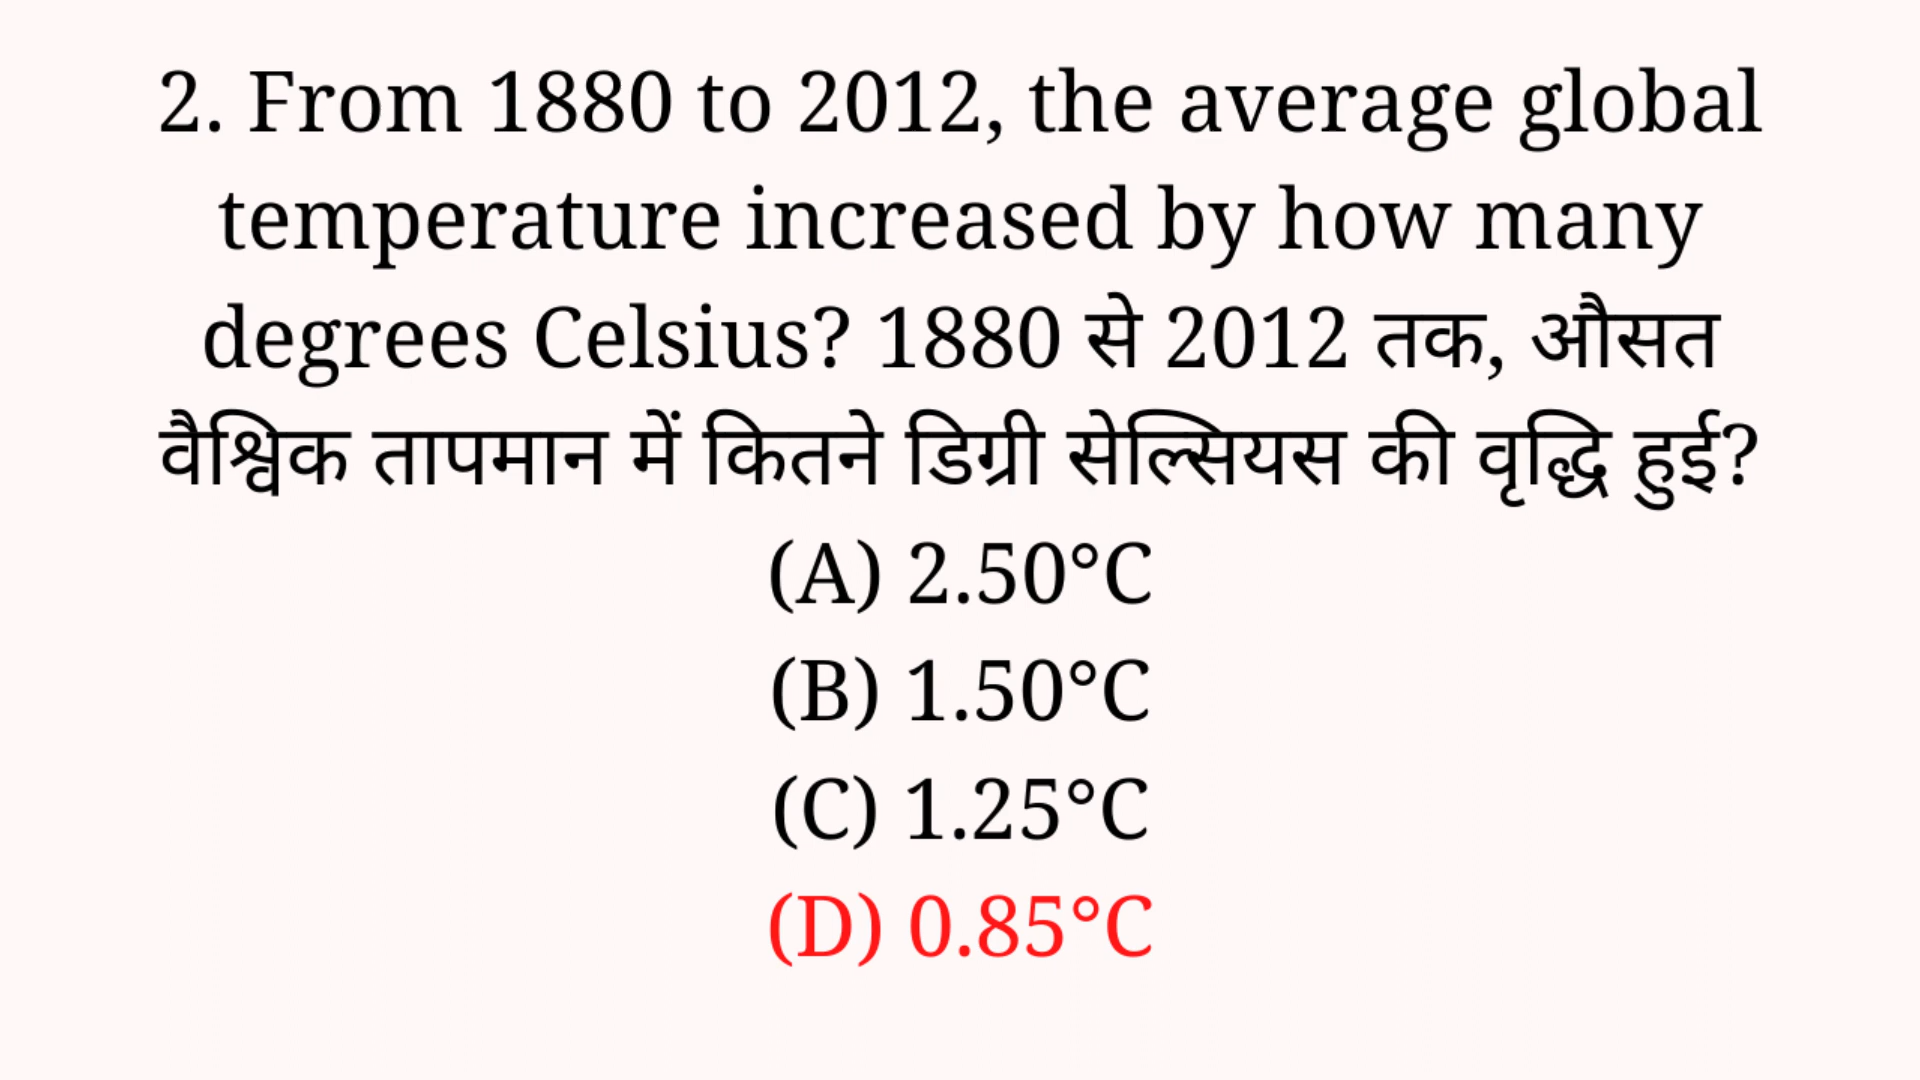 2. From 1880 to 2012, the average global
temperature increased by how many
degrees Celsius? 1880 से 2012 तक, औसत
वैश्विक तापमान में कितने डिग्री सेल्सियस की वृद्धि हुई?
(A) 2.50°C
(B) 1.50°C
(C) 1.25°C
(D) 0.85°C